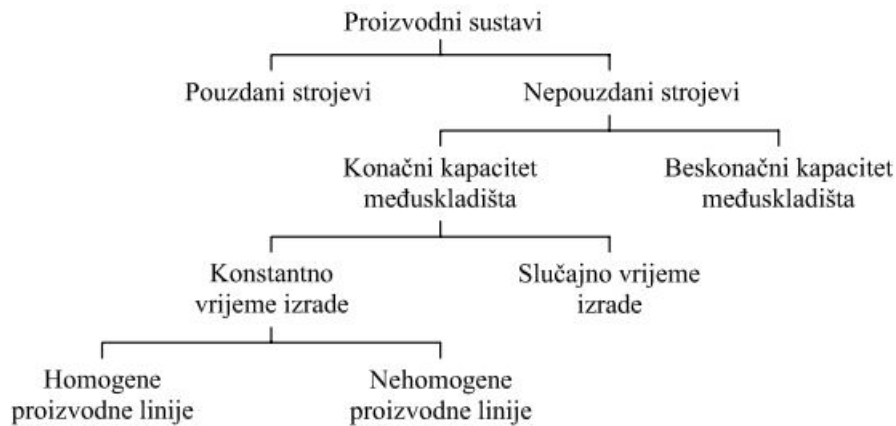 Proizvodni sustavi
Pouzdani strojevi
Nepouzdani strojevi
Konačni kapacitet
međuskladišta
Beskonačni kapacitet
međuskladišta
Konstantno
vrijeme izrade
Slučajno vrijeme
izrade
Homogene
proizvodne linije
Nehomogene
proizvodne linije